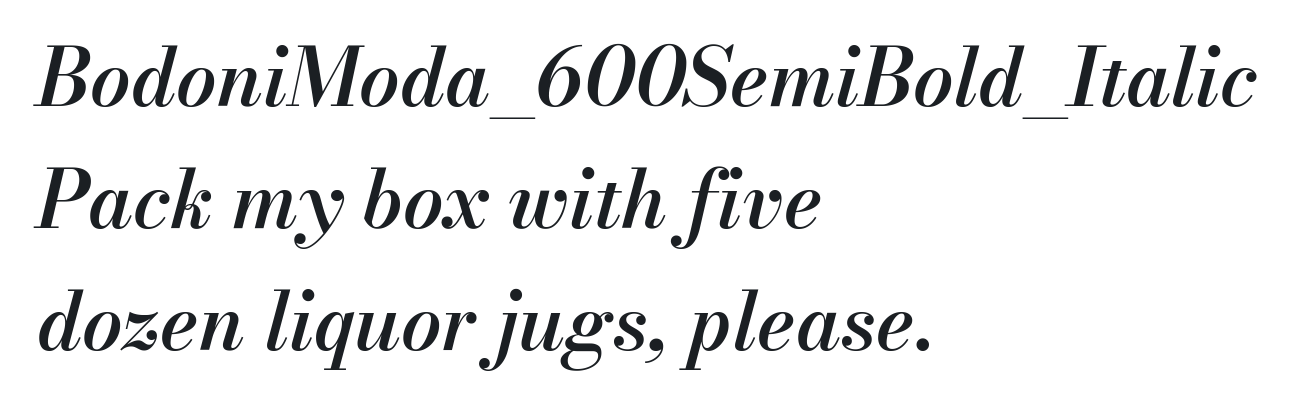 BodoniModa_600SemiBold_Italic
Pack my box with five
dozen liquor jugs, please.